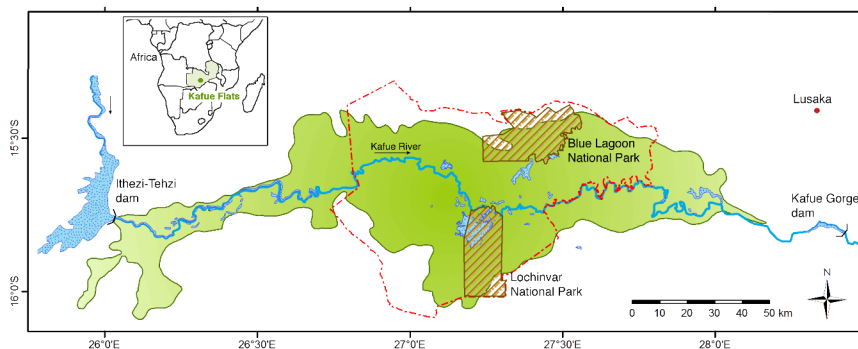 Africa
Kafue Flats
Lusaka
15°30'S
Kafue River
Blue Lagoon
National Park
Ithezi-Tehzi
dam
Kafue Gorge
dam
Lochinvar
National Park
16°0'S
N
0 10 20 30 40 50 km
26°0'E
26°30'E
27°0'E
27°30'E
28°0'E